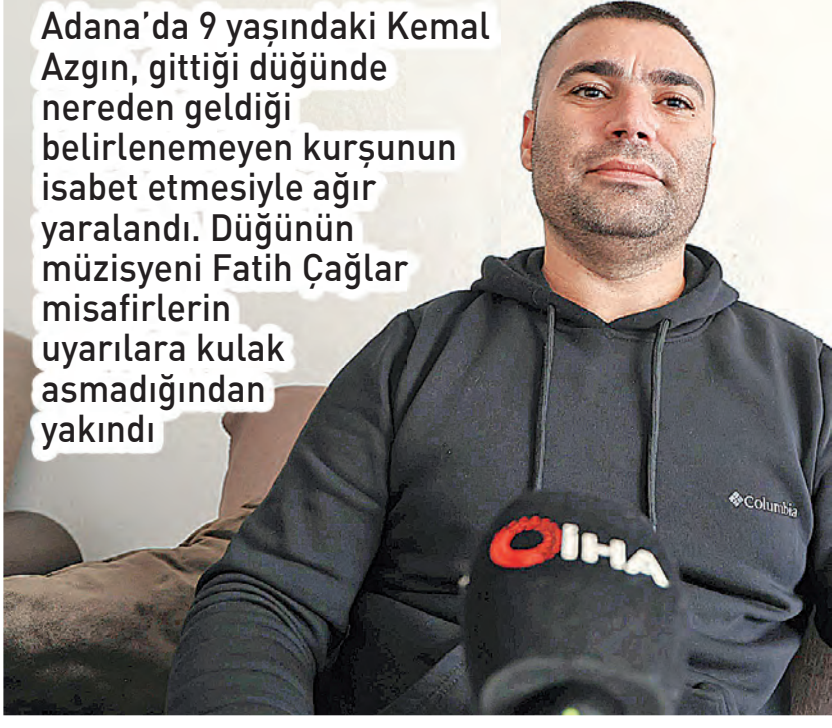 Adana’da 9 yaşındaki Kemal
Azgın, gittiği düğünde
nereden geldiği
belirlenemeyen kurşunun
isabet etmesiyle ağır
yaralandı. Düğünün
müzisyeni Fatih Çağlar
misafirlerin
uyarılara kulak
asmadığından
yakındı
Columbia
İHA